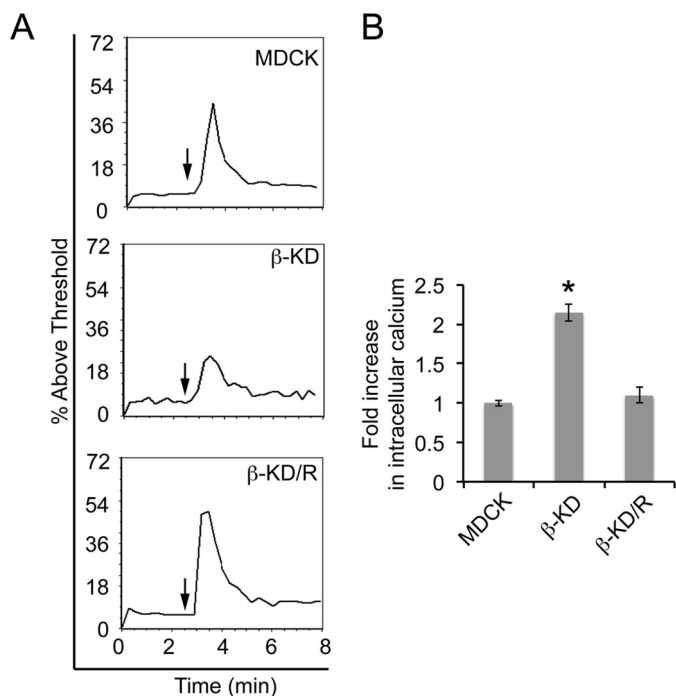 A
B
% Above Threshold
72
MDCK
54
36
18
0
72
β-KD
54
36
18
0
72
β-KD/R
54
36
18
0
0 2 4 6 8
Time (min)
Fold increase
in intracellular calcium
2.5
*
2
1.5
1
0.5
0
MDCK
β-KD
β-KD/R